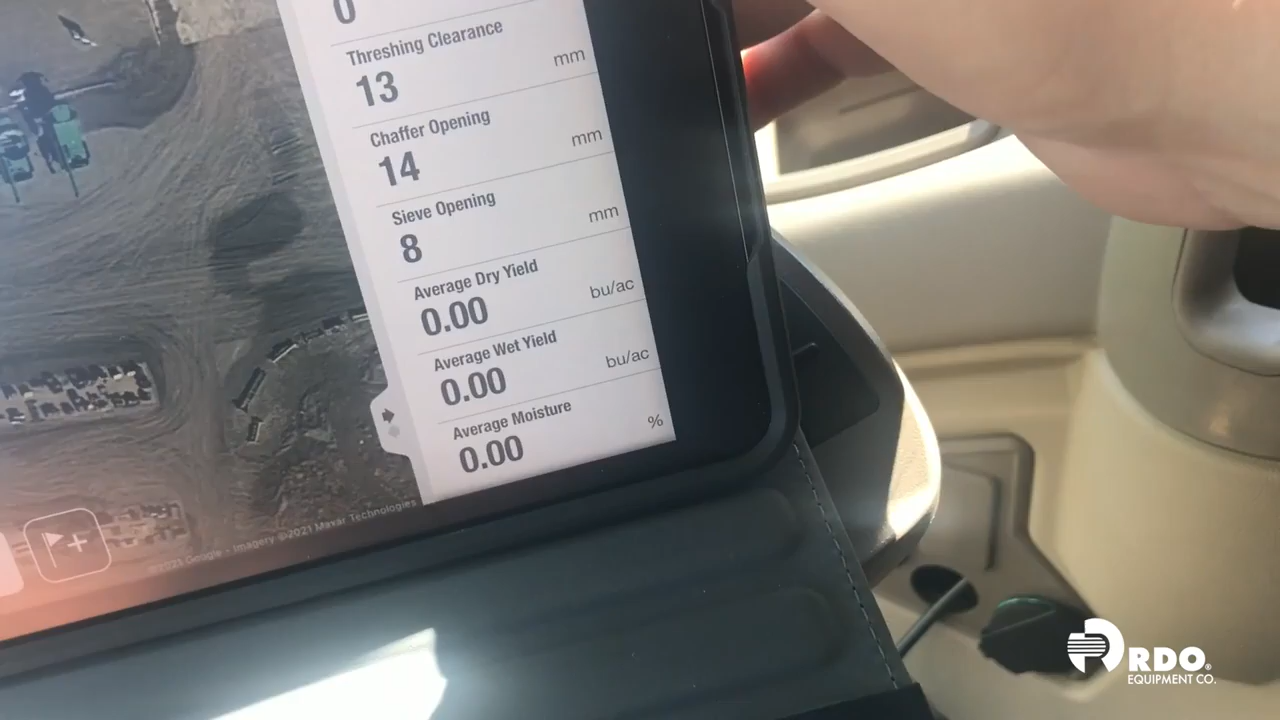 0
Threshing Clearance
13 mm
Chaffer Opening
14 mm
Sieve Opening
8 mm
Average Dry Yield
0.00 bu/ac
Average Wet Yield
0.00 bu/ac
Average Moisture
0.00 %
©2021 Google - Imagery ©2021 Maxar Technologies
RDO®
EQUIPMENT CO.